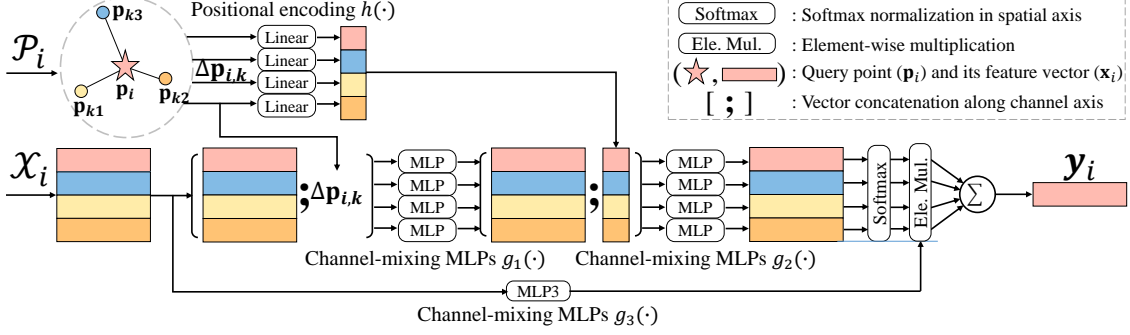 Positional encoding h(·)
𝒫i
pk3
pi
pk1
pk2
Δpi,k
Linear
Linear
Linear
Linear
Softmax : Softmax normalization in spatial axis
Ele. Mul. : Element-wise multiplication
( , ) : Query point (pi) and its feature vector (xi)
[ ; ] : Vector concatenation along channel axis
𝒳i
; Δpi,k
MLP
MLP
MLP
MLP
;
MLP
MLP
MLP
MLP
Softmax
Ele. Mul.
Σ
yi
Channel-mixing MLPs g1(·)
Channel-mixing MLPs g2(·)
MLP3
Channel-mixing MLPs g3(·)